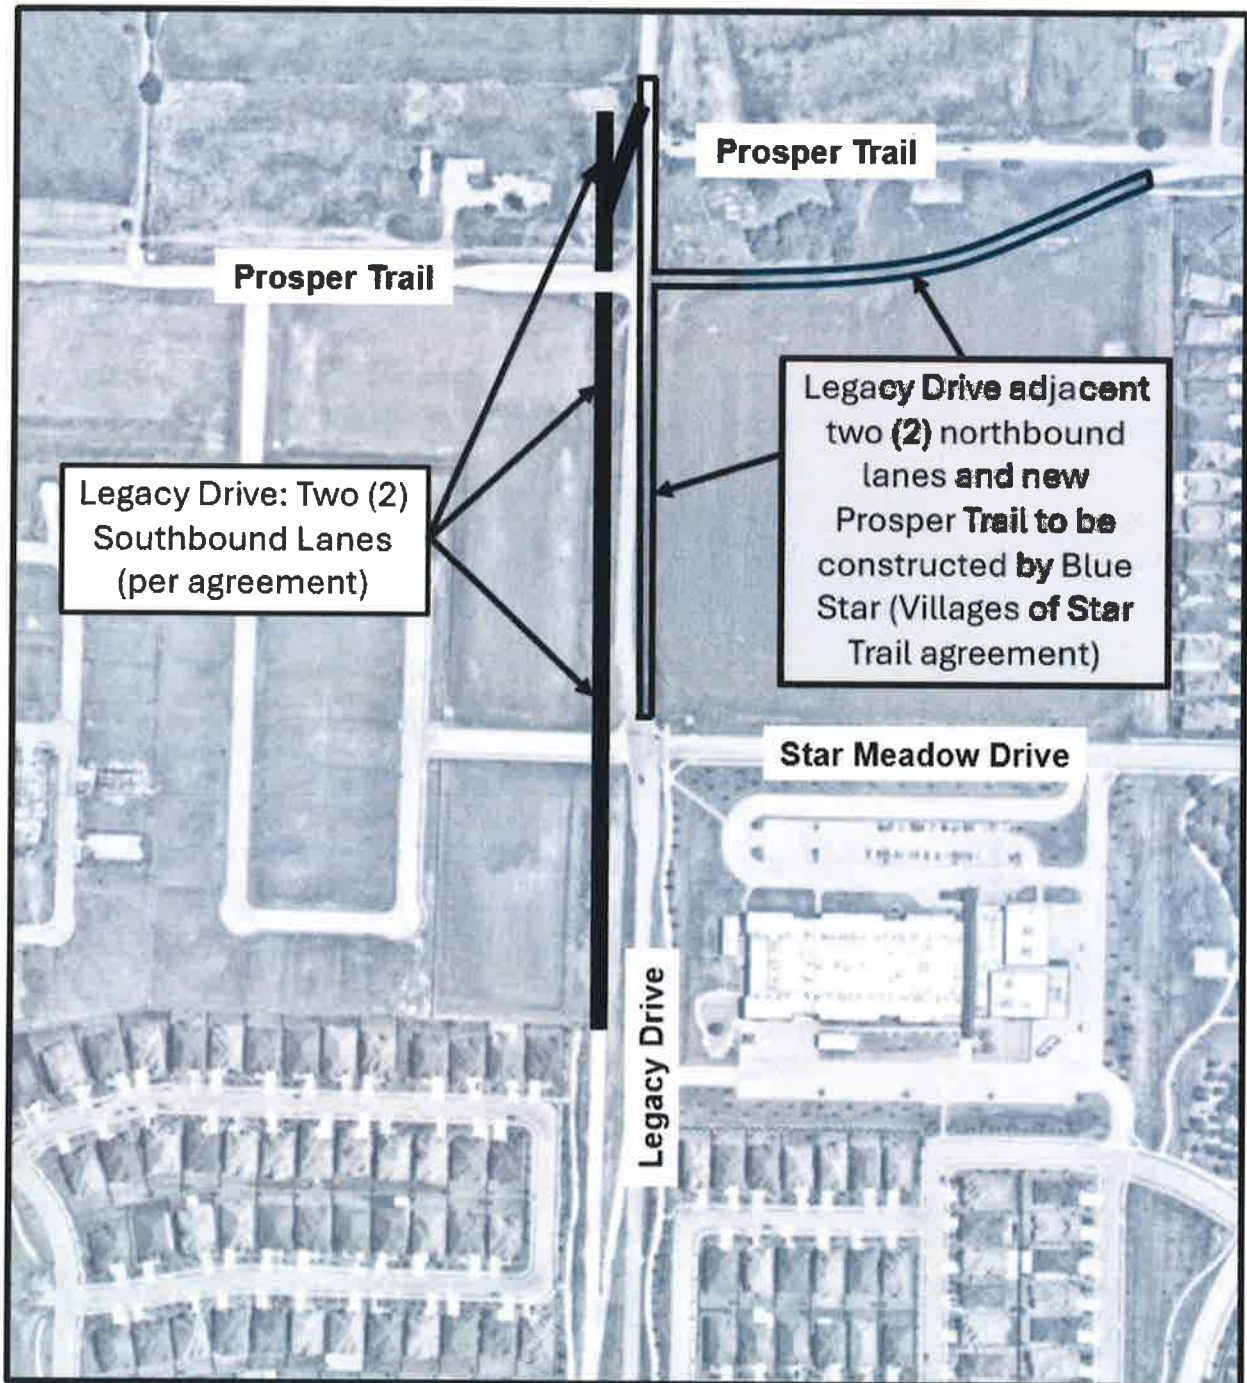 Prosper Trail
Prosper Trail
Legacy Drive adjacent
two (2) northbound
lanes and new
Prosper Trail to be
constructed by Blue
Star (Villages of Star
Trail agreement)
Legacy Drive: Two (2)
Southbound Lanes
(per agreement)
Star Meadow Drive
Legacy Drive